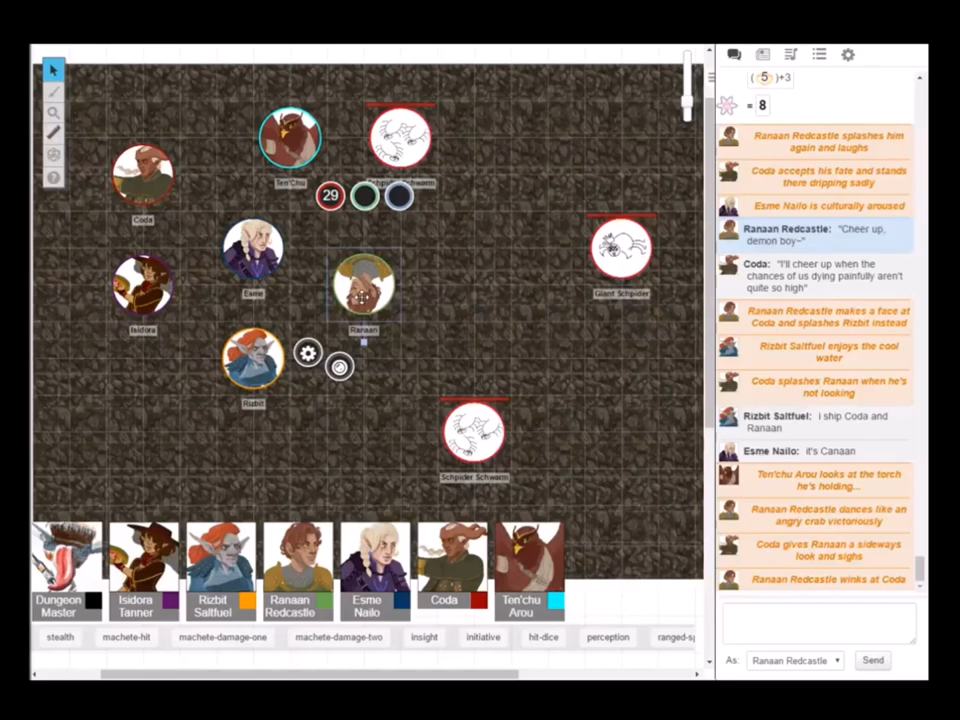 ( 5 )+3
= 8
Ranaan Redcastle splashes him
again and laughs
Coda accepts his fate and stands
there dripping sadly
Esme Nailo is culturally aroused
Ranaan Redcastle: "Cheer up,
demon boy~"
Coda: "I'll cheer up when the
chances of us dying painfully aren't
quite so high"
Ranaan Redcastle makes a face at
Coda and splashes Rizbit instead
Rizbit Saltfuel enjoys the cool
water
Coda splashes Ranaan when he's
not looking
Rizbit Saltfuel: i ship Coda and
Ranaan
Esme Nailo: it's Canaan
Ten'chu Arou looks at the torch
he's holding...
Ranaan Redcastle dances like an
angry crab victoriously
Coda gives Ranaan a sideways
look and sighs
Ranaan Redcastle winks at Coda
As: Ranaan Redcastle Send
Ten'Chu
Schpider Schwarm
29
Coda
Esme
Giant Schpider
Isidora
Ranaan
Rizbit
Schpider Schwarm
Dungeon
Master
Isidora
Tanner
Rizbit
Saltfuel
Ranaan
Redcastle
Esme
Nailo
Coda
Ten'chu
Arou
stealth machete-hit machete-damage-one machete-damage-two insight initiative hit-dice perception ranged-sp